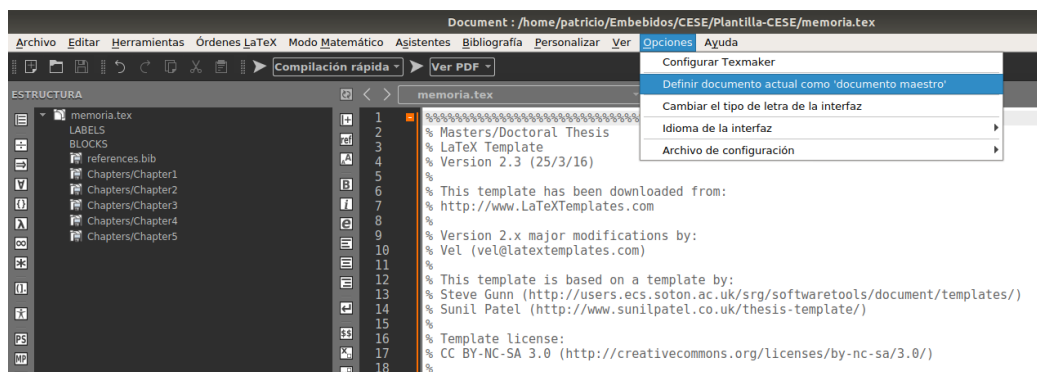 Document : /home/patricio/Embebidos/CESE/Plantilla-CESE/memoria.tex
Archivo Editar Herramientas Órdenes LaTeX Modo Matemático Asistentes Bibliografía Personalizar Ver Opciones Ayuda
Compilación rápida Ver PDF
Configurar Texmaker
Definir documento actual como 'documento maestro'
Cambiar el tipo de letra de la interfaz
Idioma de la interfaz
Archivo de configuración
ESTRUCTURA
memoria.tex
LABELS
BLOCKS
references.bib
Chapters/Chapter1
Chapters/Chapter2
Chapters/Chapter3
Chapters/Chapter4
Chapters/Chapter5
memoria.tex
1 %%%%%%%%%%%%%%%%%%%%%%%%%%%%%
2 % Masters/Doctoral Thesis
3 % LaTeX Template
4 % Version 2.3 (25/3/16)
5 %
6 % This template has been downloaded from:
7 % http://www.LaTeXTemplates.com
8 %
9 % Version 2.x major modifications by:
10 % Vel (vel@latextemplates.com)
11 %
12 % This template is based on a template by:
13 % Steve Gunn (http://users.ecs.soton.ac.uk/srg/softwaretools/document/templates/)
14 % Sunil Patel (http://www.sunilpatel.co.uk/thesis-template/)
15 %
16 % Template license:
17 % CC BY-NC-SA 3.0 (http://creativecommons.org/licenses/by-nc-sa/3.0/)
18 %